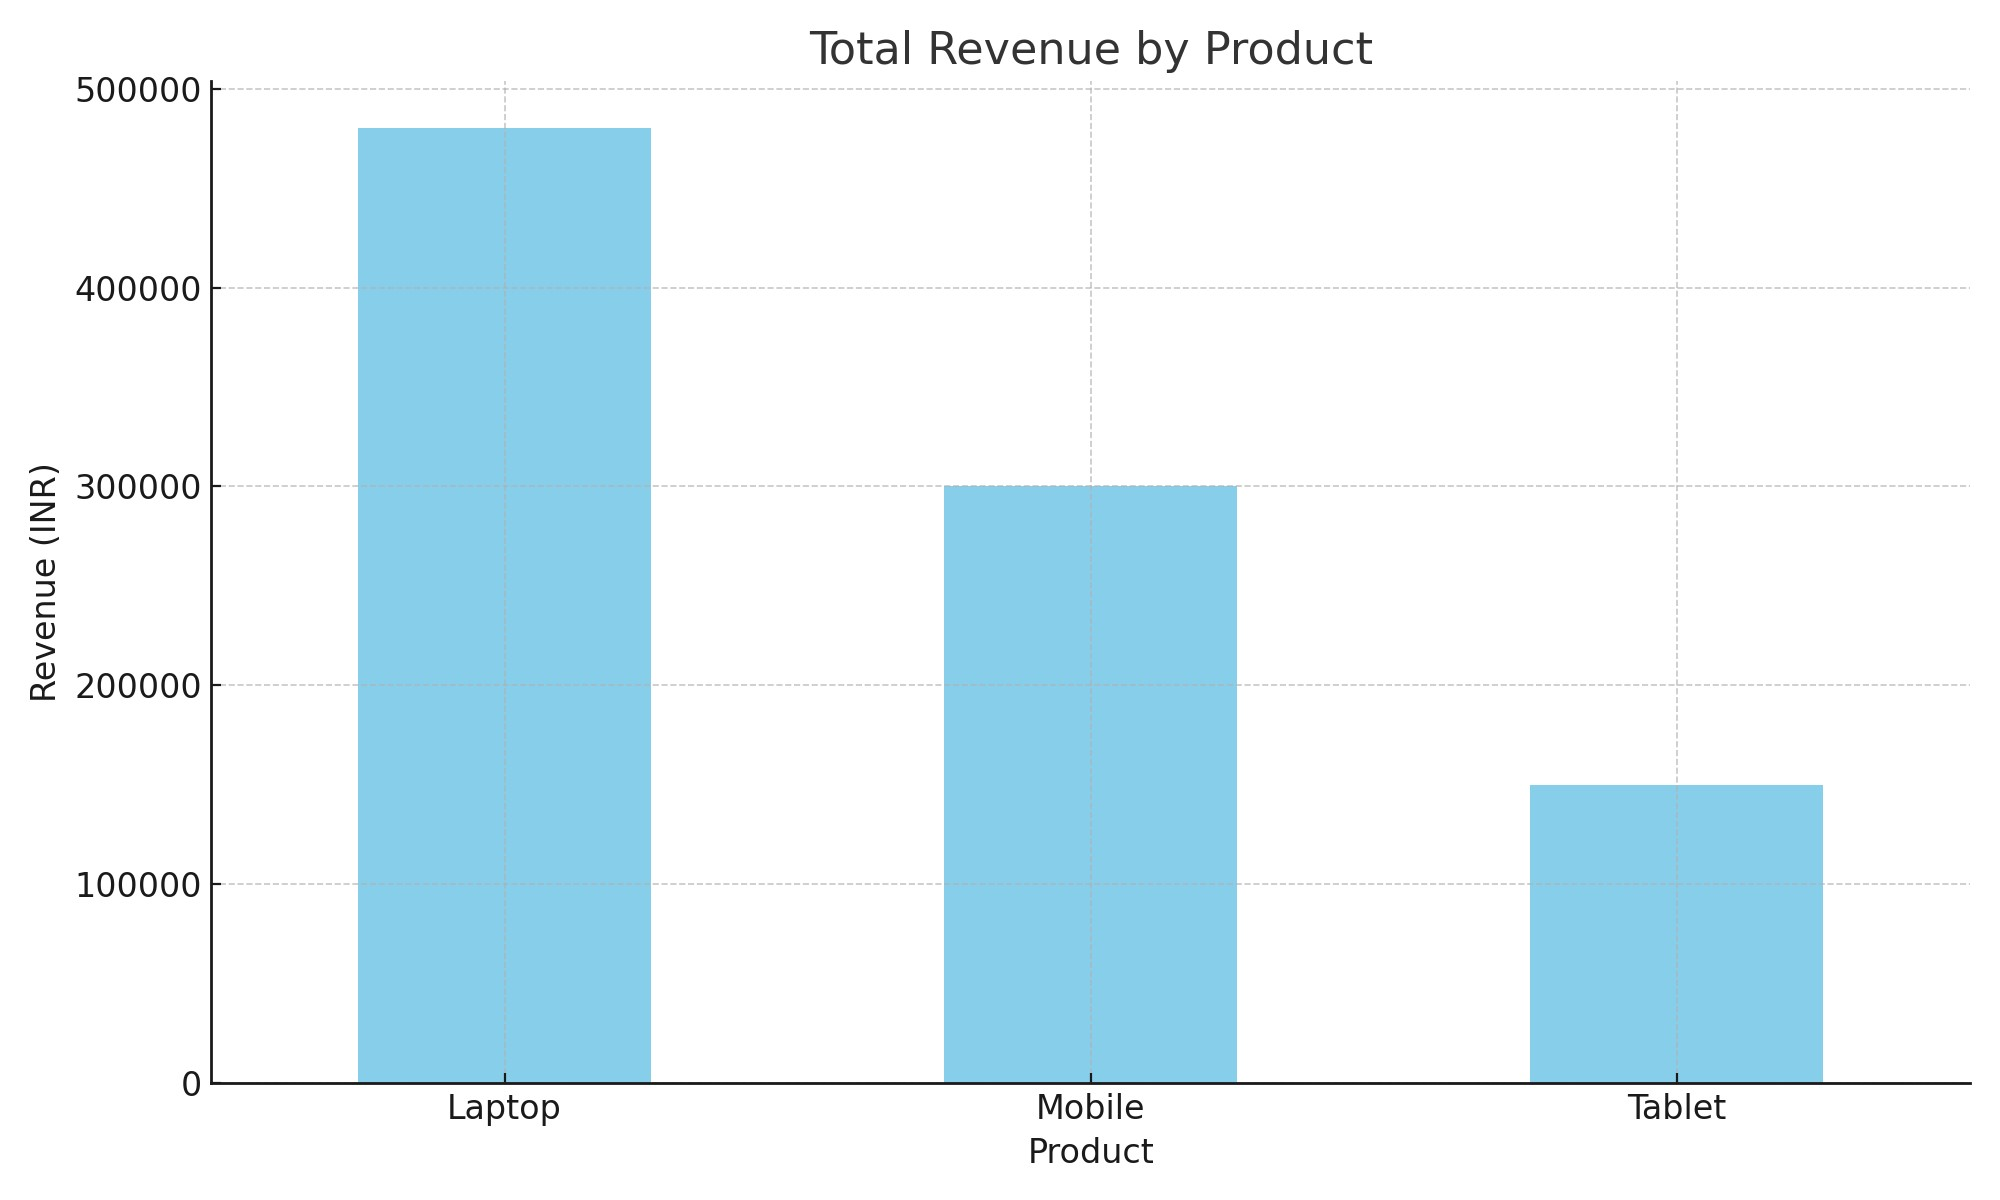 Total Revenue by Product
500000
400000
300000
200000
100000
0
Revenue (INR)
Laptop Mobile Tablet
Product